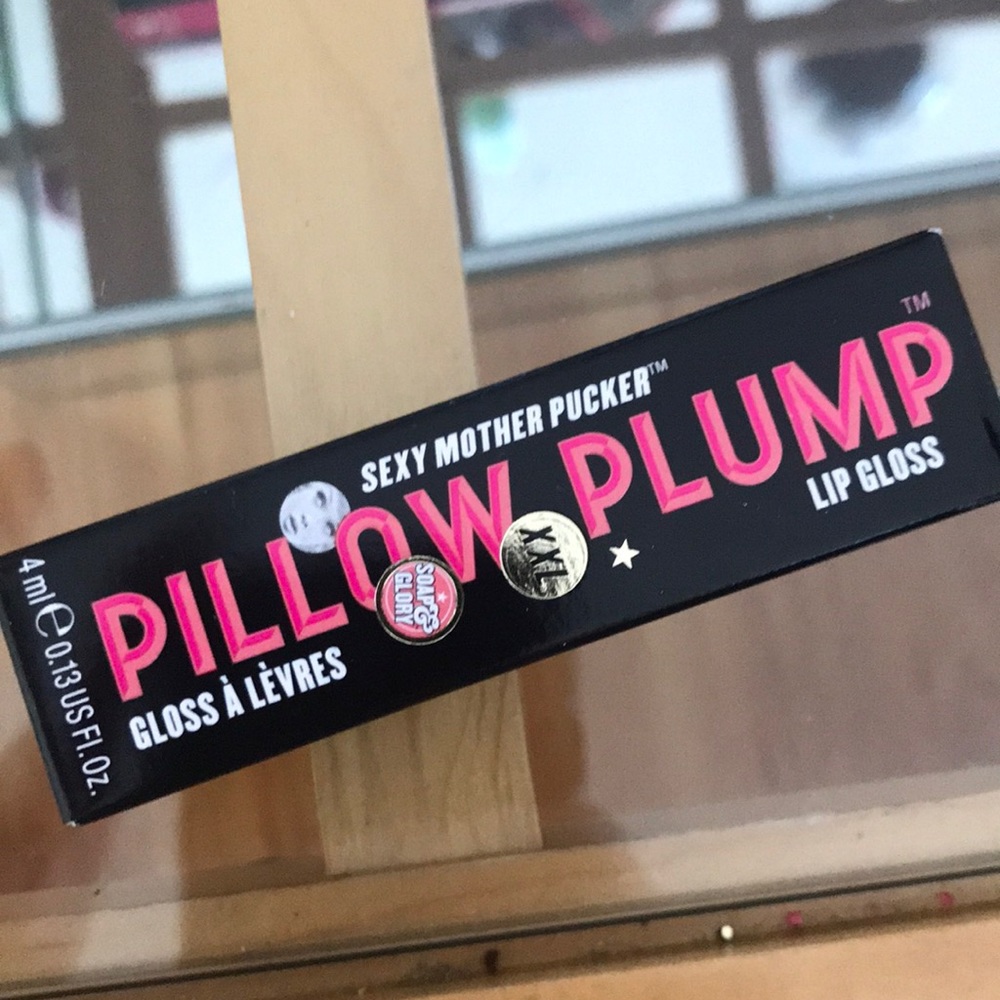 SEXY MOTHER PUCKER™
PILLOW PLUMP™
LIP GLOSS
XXL
SOAP &
GLORY
GLOSS À LÈVRES
4 ml ℮ 0.13 US Fl. Oz.